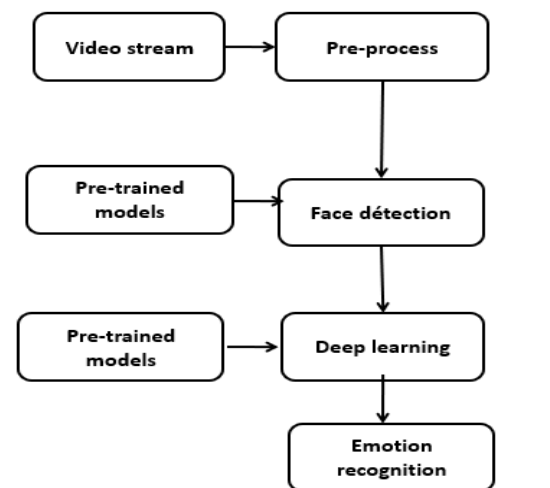 Video stream
Pre-process
Pre-trained
models
Face détection
Pre-trained
models
Deep learning
Emotion
recognition